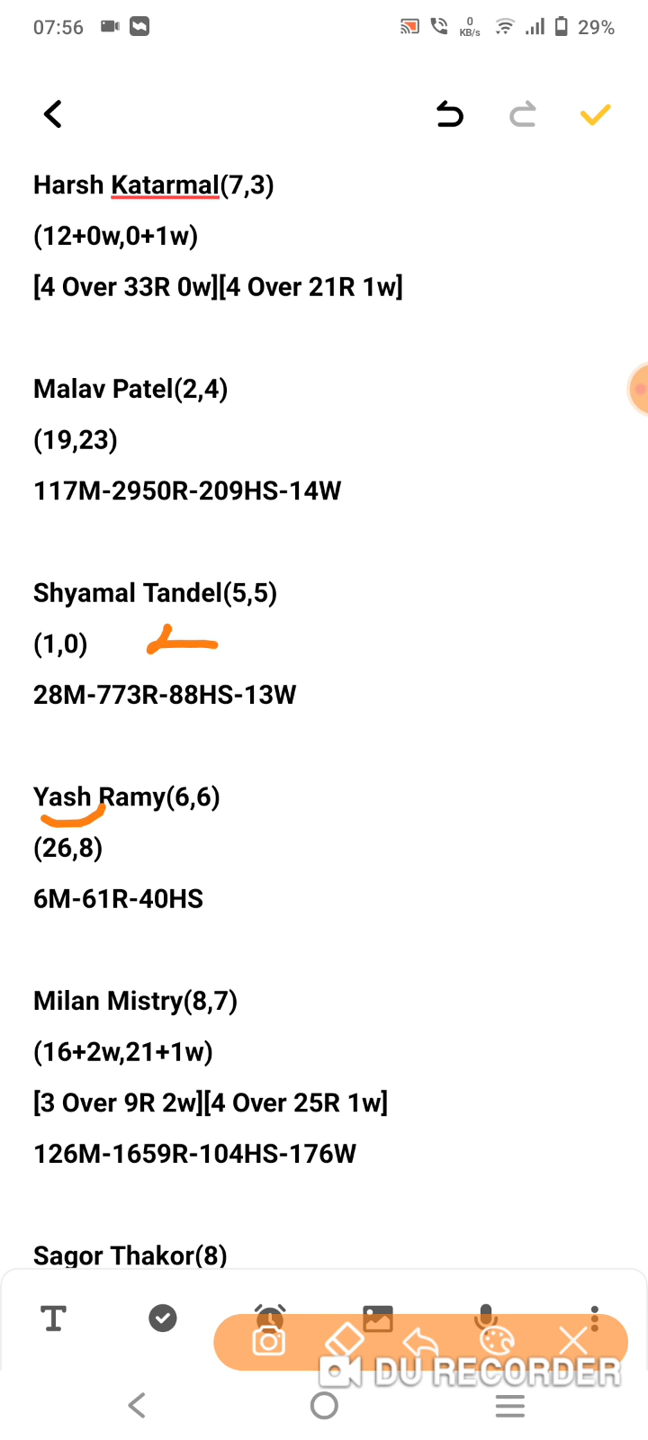 07:56
0
KB/s
29%
Harsh Katarmal(7,3)
(12+0w,0+1w)
[4 Over 33R 0w][4 Over 21R 1w]
Malav Patel(2,4)
(19,23)
117M-2950R-209HS-14W
Shyamal Tandel(5,5)
(1,0)
28M-773R-88HS-13W
Yash Ramy(6,6)
(26,8)
6M-61R-40HS
Milan Mistry(8,7)
(16+2w,21+1w)
[3 Over 9R 2w][4 Over 25R 1w]
126M-1659R-104HS-176W
Sagor Thakor(8)
T
DU RECORDER